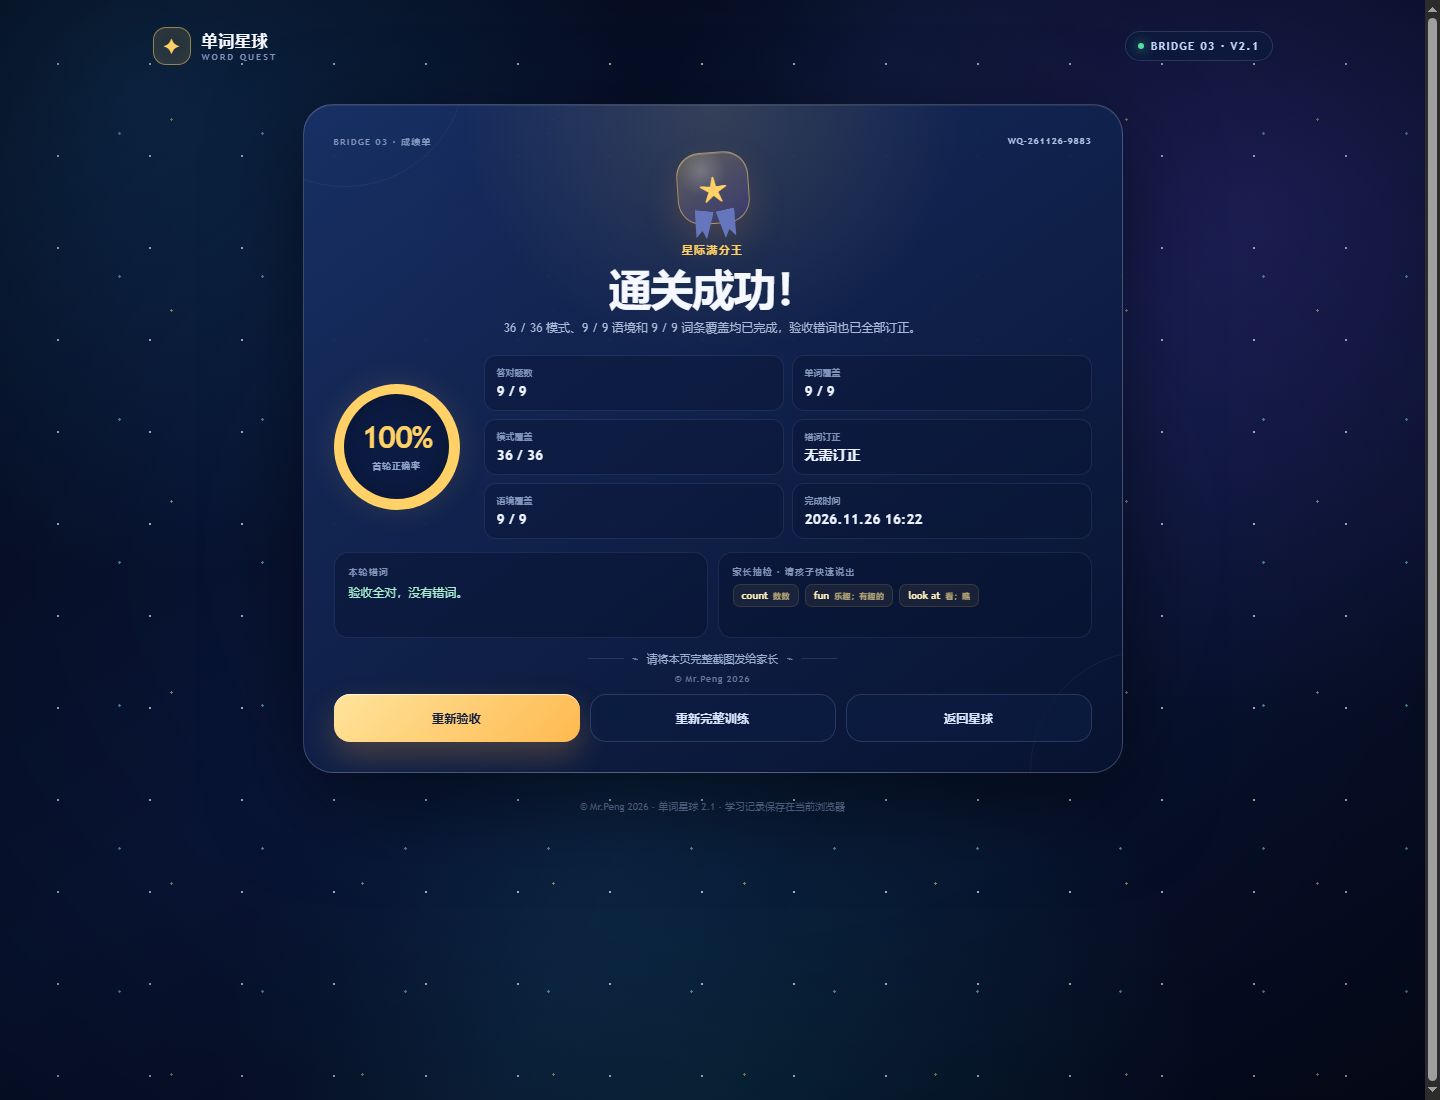 单词星球
WORD QUEST
BRIDGE 03 · V2.1
BRIDGE 03 · 成绩单
WQ-261126-9883
星际满分王
通关成功！
36 / 36 模式、9 / 9 语境和 9 / 9 词条覆盖均已完成，验收错词也已全部订正。
100%
首轮正确率
答对题数
9 / 9
单词覆盖
9 / 9
模式覆盖
36 / 36
错词订正
无需订正
语境覆盖
9 / 9
完成时间
2026.11.26 16:22
本轮错词
验收全对，没有错词。
家长抽检 · 请孩子快速说出
count 数数
fun 乐趣；有趣的
look at 看；瞧
~ 请将本页完整截图发给家长 ~
© Mr.Peng 2026
重新验收
重新完整训练
返回星球
© Mr.Peng 2026 · 单词星球 2.1 · 学习记录保存在当前浏览器